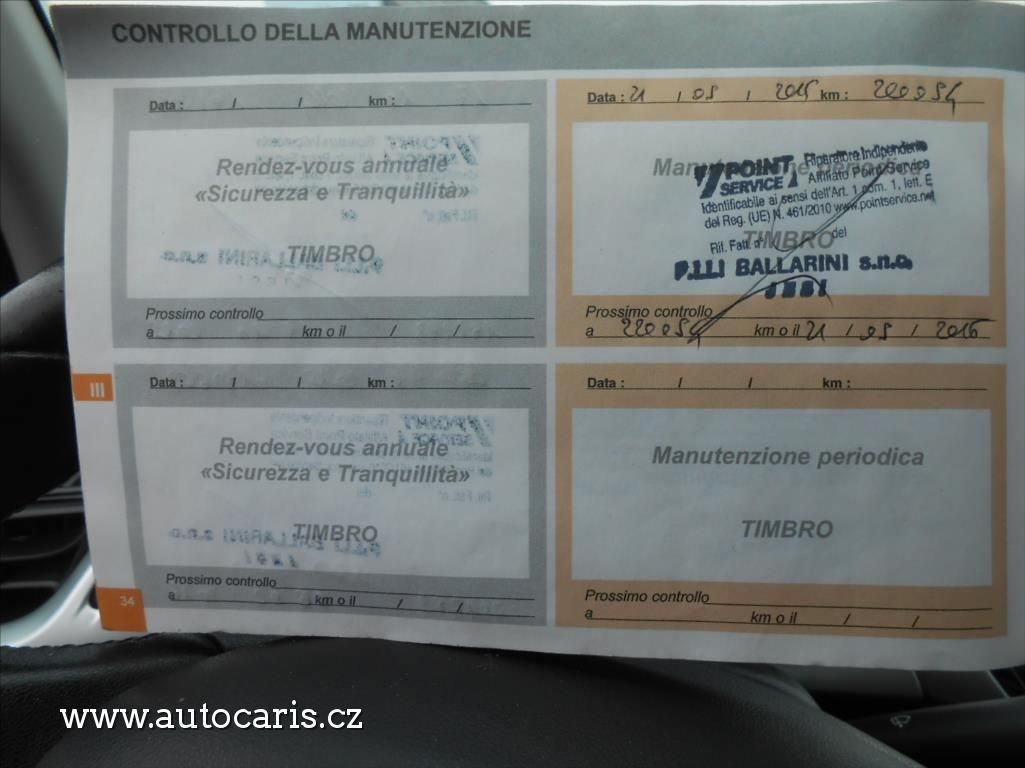 CONTROLLO DELLA MANUTENZIONE
Data : / / km :
Rendez-vous annuale
«Sicurezza e Tranquillità»
TIMBRO
Prossimo controllo
a km o il / /
Data : 21 / 05 / 2015 km : 220054
Manutenzione periodica
POINT
SERVICE
Riparatore Indipendente
Affiliato Point Service
Identificabile ai sensi dell'Art. 1, com. 1, lett. E
del Reg. (UE) N. 461/2010 www.pointservice.net
Rif. Fatt. n° del
TIMBRO
F.LLI BALLARINI s.n.c.
JESI
Prossimo controllo
a 220054 km o il 21 / 05 / 2016
III
Data : / / km :
Rendez-vous annuale
«Sicurezza e Tranquillità»
TIMBRO
Prossimo controllo
a km o il / /
Data : / / km :
Manutenzione periodica
TIMBRO
Prossimo controllo
a km o il / /
34
www.autocaris.cz